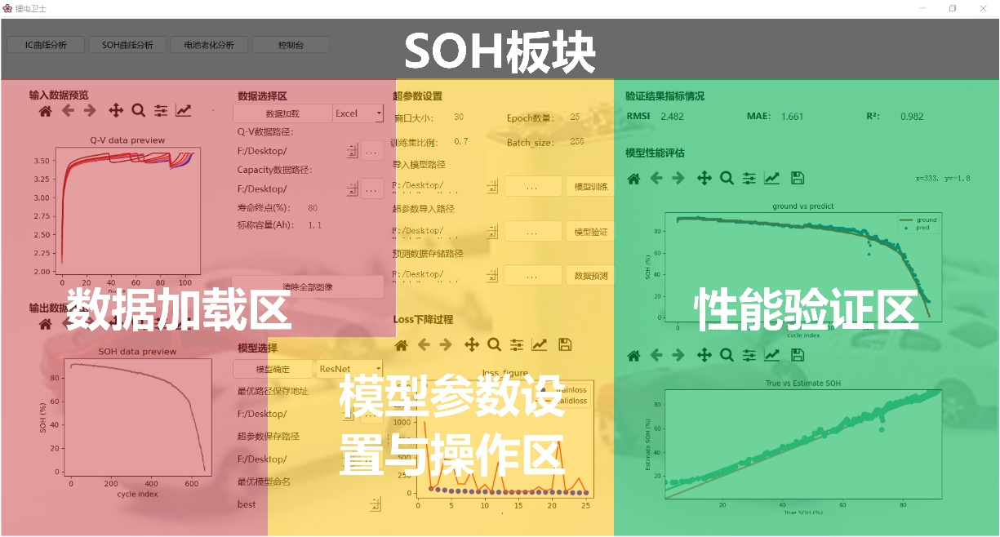 锂电卫士
SOH板块
IC曲线分析
SOH曲线分析
电池老化分析
控制台
输入数据预览
Q-V data preview
3.50
3.25
3.00
2.75
2.50
2.25
2.00
0 20 40 60 80 100
数据选择区
数据加载
Excel
Q-V数据路径:
F:/Desktop/
...
Capacity数据路径:
F:/Desktop/
...
寿命终点(%): 80
标称容量(Ah): 1.1
清除全部图像
数据加载区
SOH data preview
SOH (%)
80
60
40
20
0
0 200 400 600
cycle index
模型选择
模型确定
ResNet
最优路径保存地址
F:/Desktop/
超参数保存路径
F:/Desktop/
最优模型命名
best
超参数设置
窗口大小: 30
Epoch数量: 25
训练集比例: 0.7
Batch_size: 256
导入模型路径
F:/Desktop/
...
模型训练
超参数导入路径
F:/Desktop/
...
模型验证
预测数据存储路径
F:/Desktop/
...
数据预测
Loss下降过程
loss_figure
1000
500
250
0
0 5 10 15 20 25
模型参数设
置与操作区
验证结果指标情况
RMSE 2.482
MAE: 1.661
R²: 0.982
模型性能评估
x=333. y=-1.8
ground vs predict
ground
pred
SOH (%)
80
60
40
20
0
cycle index
性能验证区
True vs Estimate SOH
Estimate SOH (%)
80
60
40
20
20 40 60 80
True SOH (%)